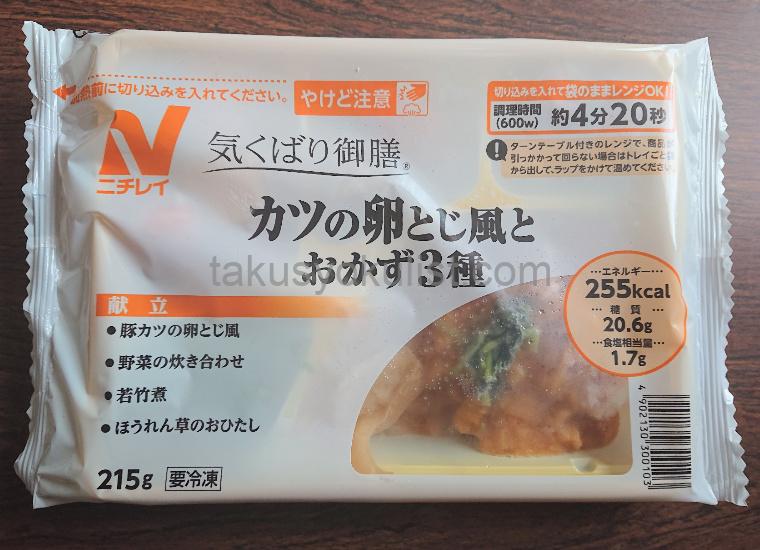 加熱前に切り込みを入れてください。
やけど注意
切り込みを入れて袋のままレンジOK!
調理時間
(600w)
約4分20秒
ターンテーブル付きのレンジで、商品が
引っかかって回らない場合はトレイごと袋
から出して、ラップをかけて温めてください。
ニチレイ
気くばり御膳®
カツの卵とじ風と
おかず3種
エネルギー
255kcal
糖質
20.6g
食塩相当量
1.7g
献立
●豚カツの卵とじ風
●野菜の炊き合わせ
●若竹煮
●ほうれん草のおひたし
215g
要冷凍
4 902130 300103